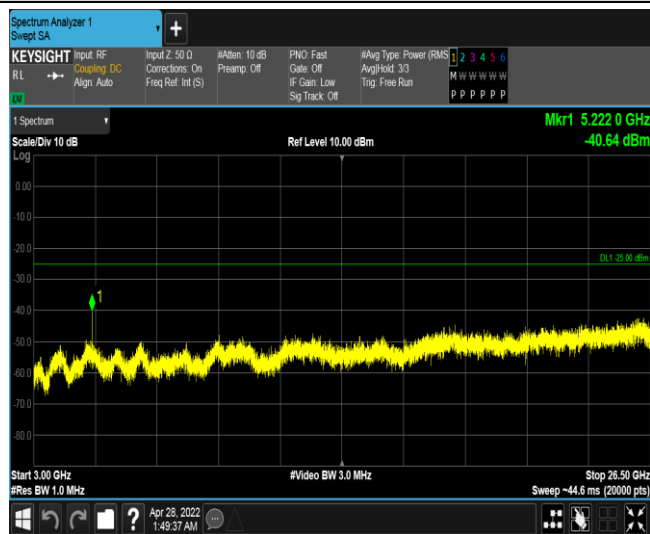 Spectrum Analyzer 1
Swept SA
KEYSIGHT
RL
Input: RF
Coupling: DC
Align: Auto
Input Z: 50 Ω
Corrections: On
Freq Ref: Int (S)
#Atten: 10 dB
Preamp: Off
PNO: Fast
Gate: Off
IF Gain: Low
Sig Track: Off
#Avg Type: Power (RMS
Avg|Hold: 3/3
Trig: Free Run
1 2 3 4 5 6
M W W W W W
P P P P P P
1 Spectrum
Mkr1 5.222 0 GHz
-40.64 dBm
Scale/Div 10 dB
Ref Level 10.00 dBm
Log
0.00
-10.0
-20.0
DL1 -25.00 dBm
-30.0
1
-40.0
-50.0
-60.0
-70.0
-80.0
Start 3.00 GHz
#Video BW 3.0 MHz
Stop 26.50 GHz
#Res BW 1.0 MHz
Sweep ~44.6 ms (20000 pts)
?
Apr 28, 2022
1:49:37 AM